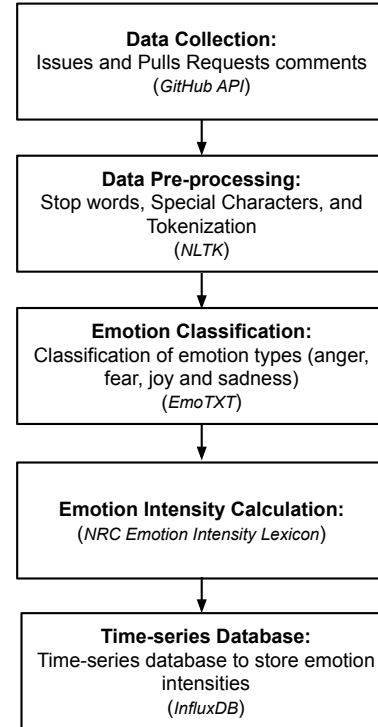 Data Collection:
Issues and Pulls Requests comments
(GitHub API)
Data Pre-processing:
Stop words, Special Characters, and
Tokenization
(NLTK)
Emotion Classification:
Classification of emotion types (anger,
fear, joy and sadness)
(EmoTXT)
Emotion Intensity Calculation:
(NRC Emotion Intensity Lexicon)
Time-series Database:
Time-series database to store emotion
intensities
(InfluxDB)